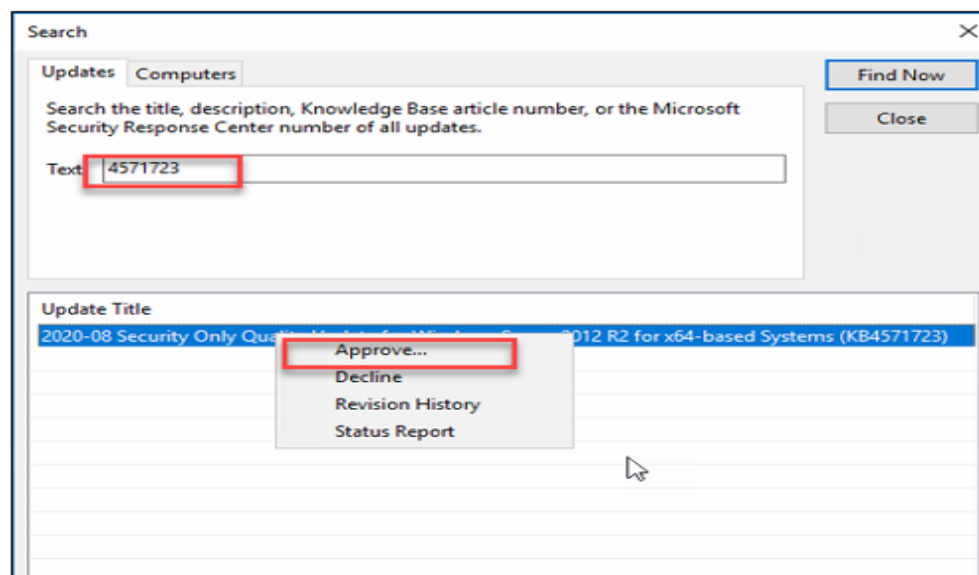 Search
Updates Computers
Find Now
Search the title, description, Knowledge Base article number, or the Microsoft
Security Response Center number of all updates.
Close
Text 4571723
Update Title
2020-08 Security Only 012 R2 for x64-based Systems (KB4571723)
Approve...
Decline
Revision History
Status Report